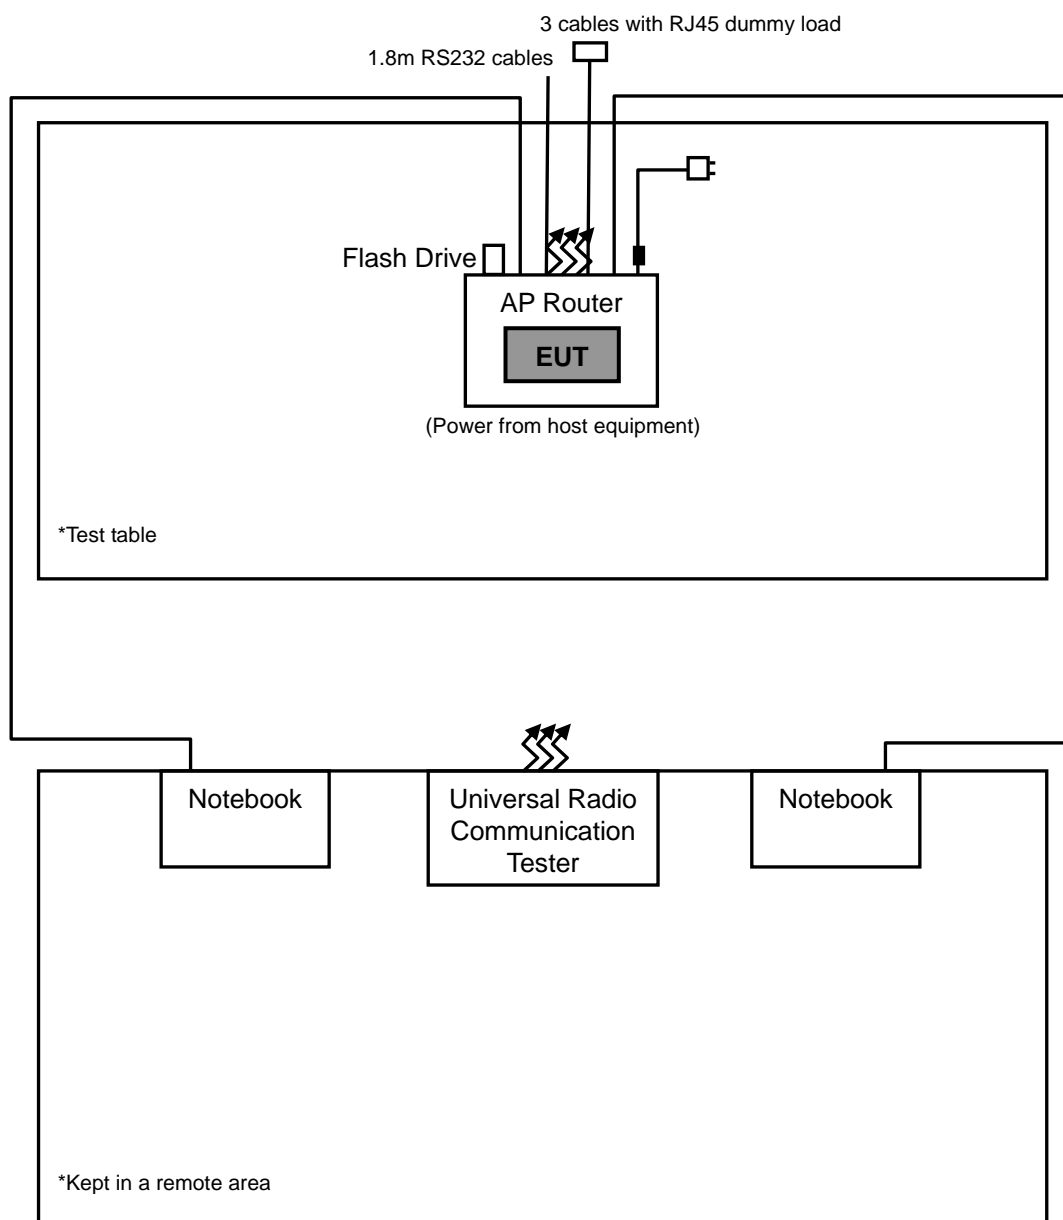 3 cables with RJ45 dummy load
1.8m RS232 cables
Flash Drive
AP Router
EUT
(Power from host equipment)
*Test table
Notebook
Universal Radio
Communication
Tester
Notebook
*Kept in a remote area